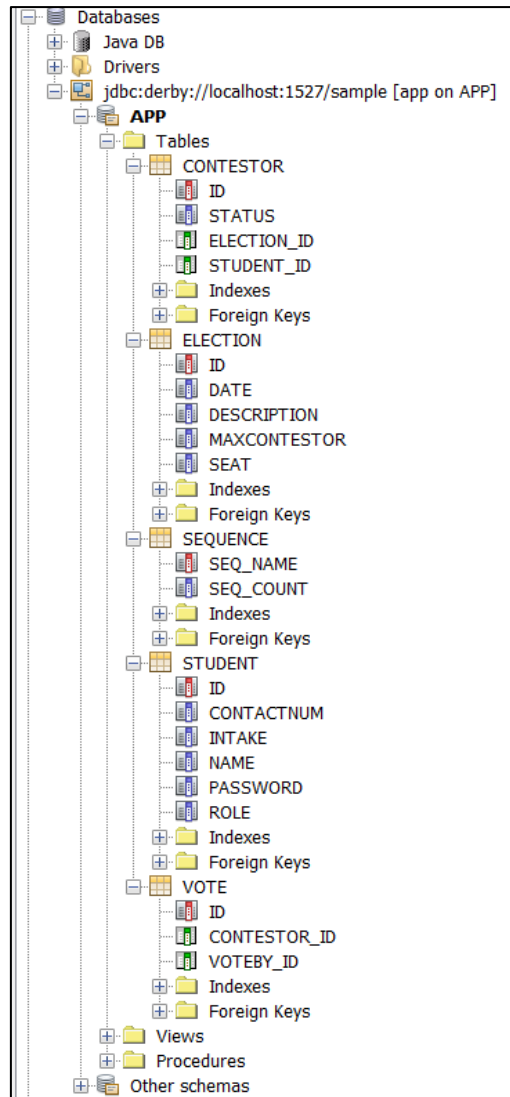 Databases
Java DB
Drivers
jdbc:derby://localhost:1527/sample [app on APP]
APP
Tables
CONTESTOR
ID
STATUS
ELECTION_ID
STUDENT_ID
Indexes
Foreign Keys
ELECTION
ID
DATE
DESCRIPTION
MAXCONTESTOR
SEAT
Indexes
Foreign Keys
SEQUENCE
SEQ_NAME
SEQ_COUNT
Indexes
Foreign Keys
STUDENT
ID
CONTACTNUM
INTAKE
NAME
PASSWORD
ROLE
Indexes
Foreign Keys
VOTE
ID
CONTESTOR_ID
VOTEBY_ID
Indexes
Foreign Keys
Views
Procedures
Other schemas